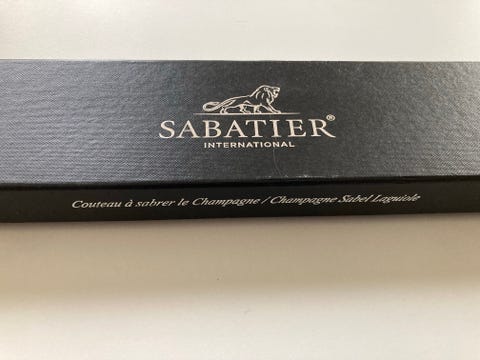 SABATIER®
INTERNATIONAL
Couteau à sabrer le Champagne / Champagne Sabel Laguiole